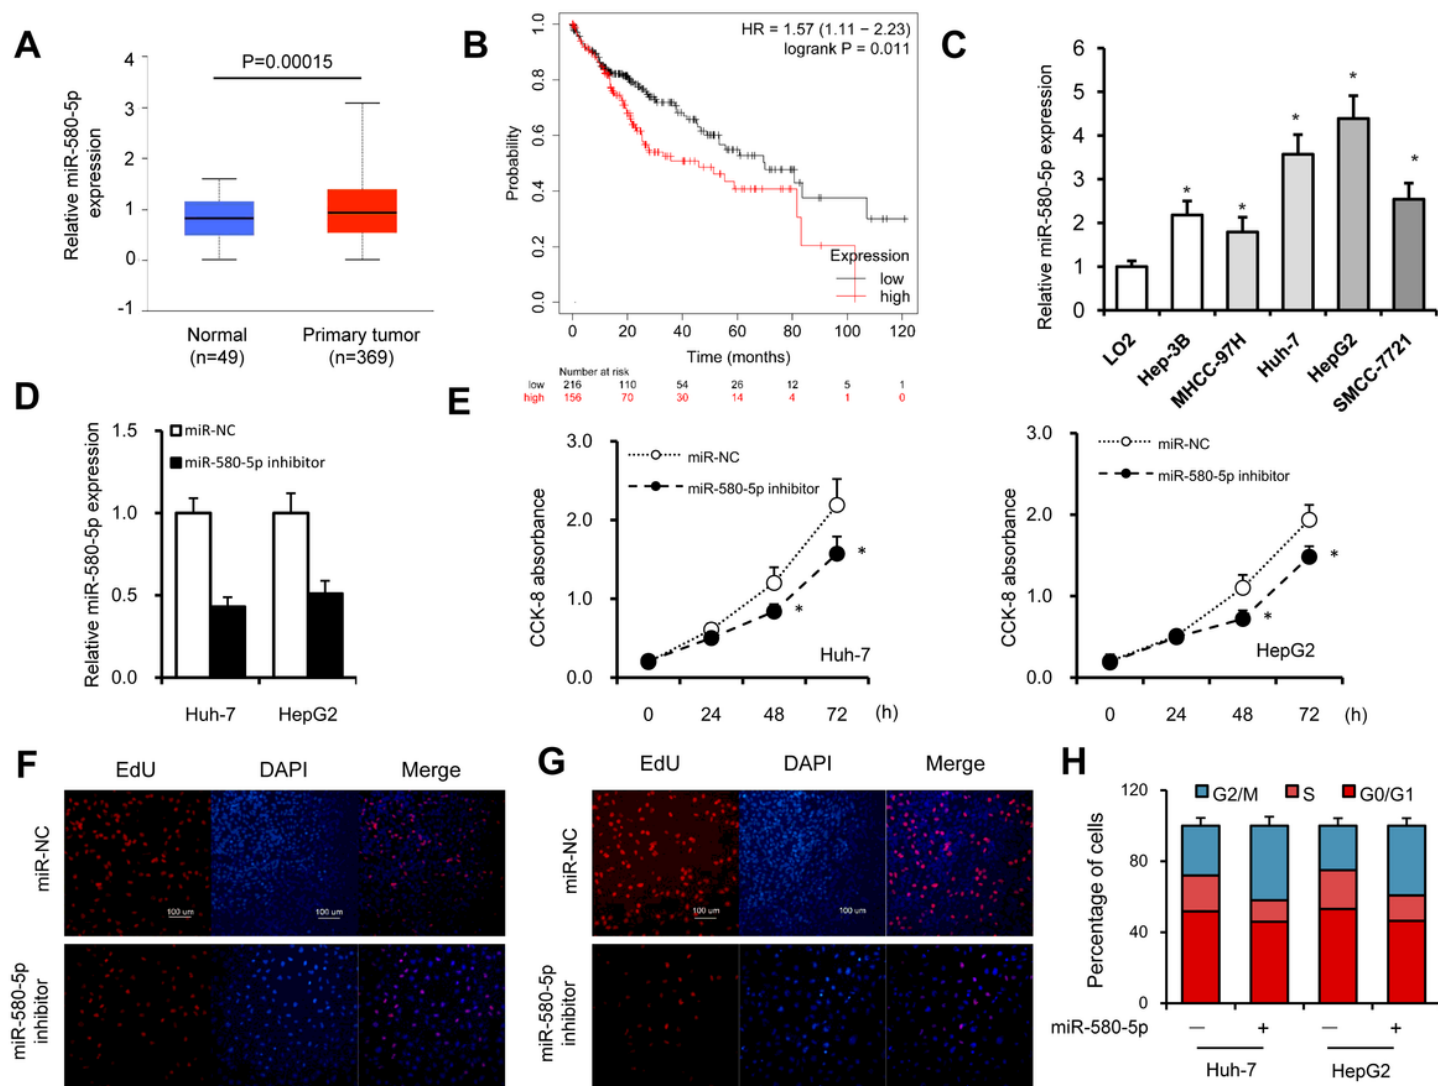 A
P=0.00015
Relative miR-580-5p
expression
4
3
2
1
0
-1
Normal
(n=49)
Primary tumor
(n=369)
B
HR = 1.57 (1.11 − 2.23)
logrank P = 0.011
Probability
1.0
0.8
0.6
0.4
0.2
0.0
Expression
low
high
0 20 40 60 80 100 120
Time (months)
Number at risk
low 216 110 54 26 12 5 1
high 156 70 30 14 4 1 0
C
Relative miR-580-5p expression
6
5
4
3
2
1
0
* * * * *
LO2
Hep-3B
MHCC-97H
Huh-7
HepG2
SMCC-7721
D
Relative miR-580-5p expression
1.5
1.0
0.5
0.0
miR-NC
miR-580-5p inhibitor
Huh-7 HepG2
E
CCK-8 absorbance
3.0
2.0
1.0
0.0
miR-NC
miR-580-5p inhibitor
*
*
Huh-7
0 24 48 72 (h)
CCK-8 absorbance
3.0
2.0
1.0
0.0
miR-NC
miR-580-5p inhibitor
*
*
HepG2
0 24 48 72 (h)
F
EdU DAPI Merge
miR-NC
100 um 100 um
miR-580-5p
inhibitor
G
EdU DAPI Merge
miR-NC
100 um 100 um
miR-580-5p
inhibitor
H
Percentage of cells
120
80
40
0
G2/M S G0/G1
miR-580-5p — + — +
Huh-7 HepG2